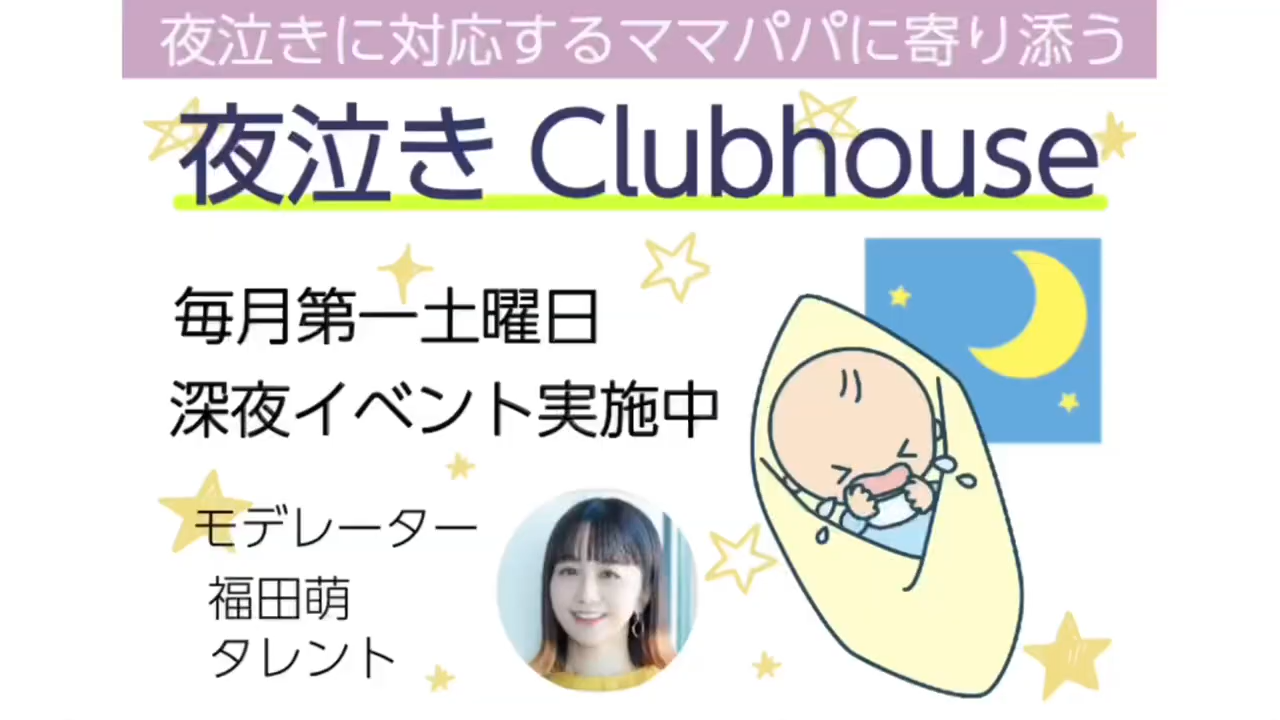 夜泣きに対応するママパパに寄り添う
夜泣き Clubhouse
毎月第一土曜日
深夜イベント実施中
モデレーター
福田萌
タレント